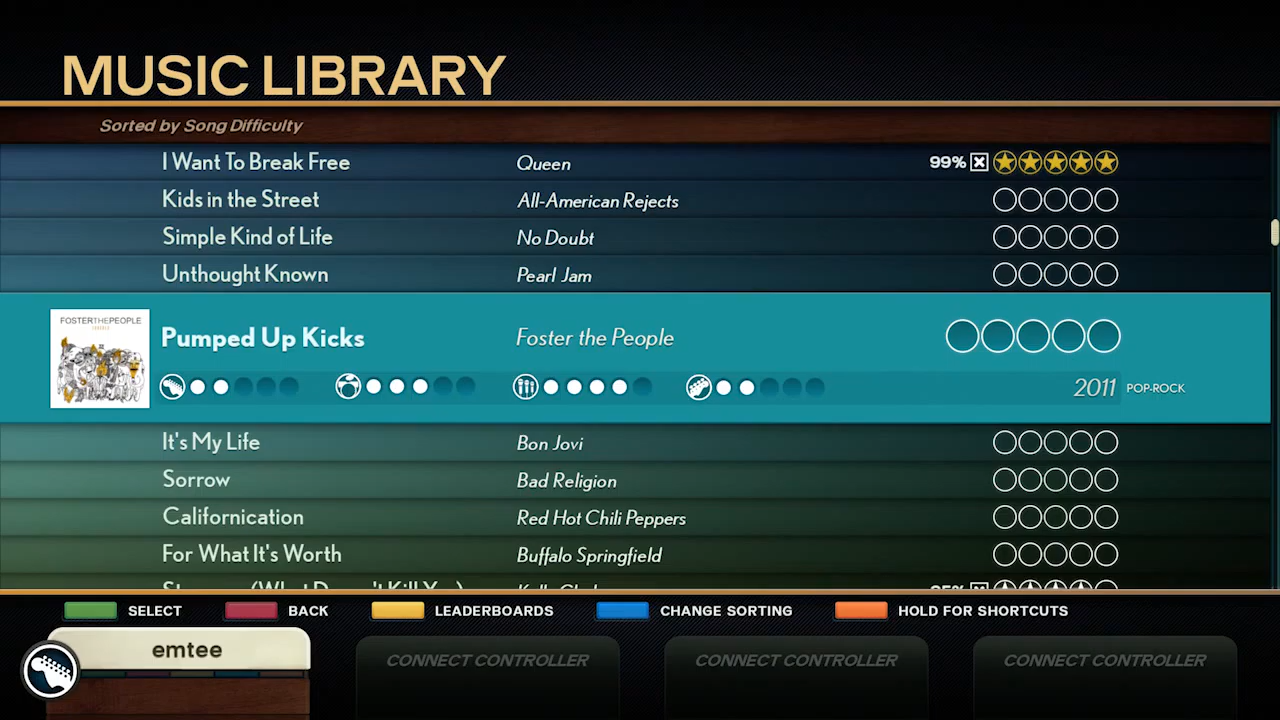 MUSIC LIBRARY
Sorted by Song Difficulty
I Want To Break Free Queen 99%
Kids in the Street All-American Rejects
Simple Kind of Life No Doubt
Unthought Known Pearl Jam
FOSTERTHEPEOPLE
Pumped Up Kicks Foster the People
2011 POP-ROCK
It's My Life Bon Jovi
Sorrow Bad Religion
Californication Red Hot Chili Peppers
For What It's Worth Buffalo Springfield
SELECT BACK LEADERBOARDS CHANGE SORTING HOLD FOR SHORTCUTS
emtee CONNECT CONTROLLER CONNECT CONTROLLER CONNECT CONTROLLER